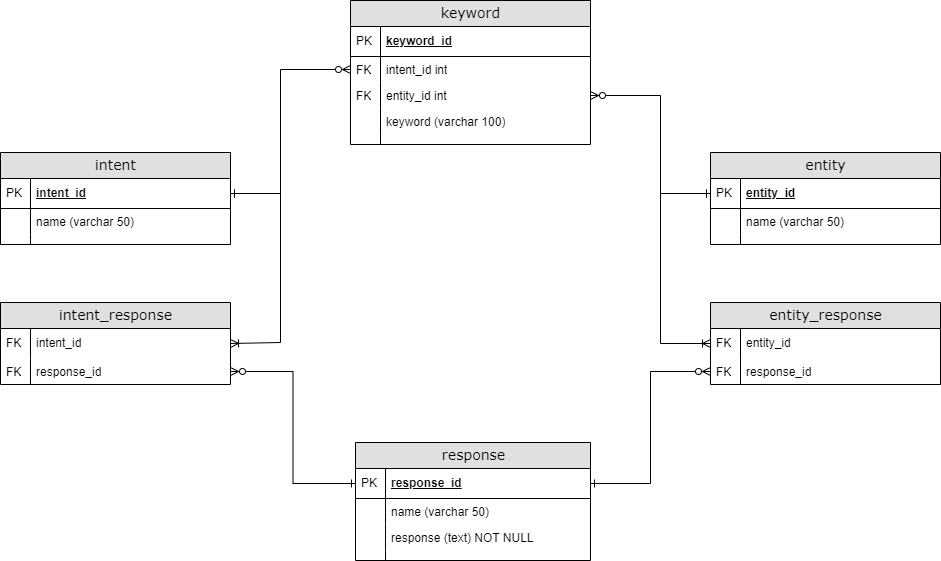 keyword
PK keyword_id
FK intent_id int
FK entity_id int
keyword (varchar 100)
intent
PK intent_id
name (varchar 50)
entity
PK entity_id
name (varchar 50)
intent_response
FK intent_id
FK response_id
entity_response
FK entity_id
FK response_id
response
PK response_id
name (varchar 50)
response (text) NOT NULL